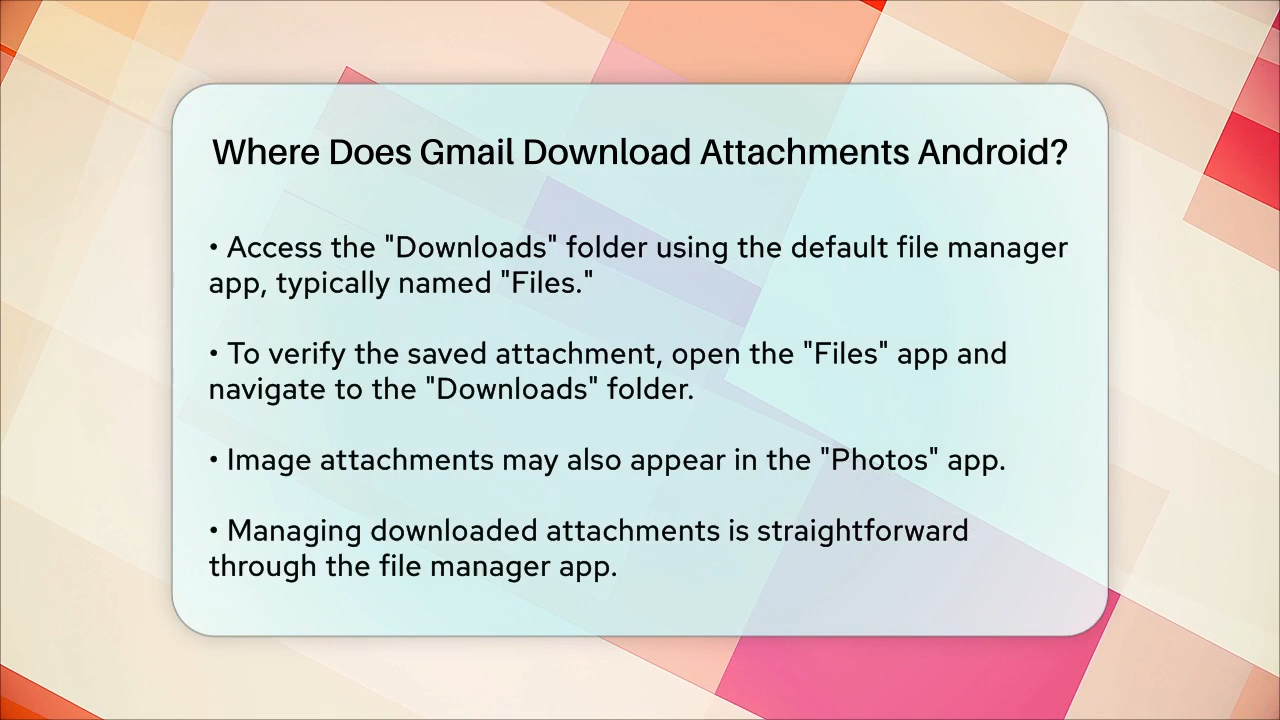 Where Does Gmail Download Attachments Android?
• Access the "Downloads" folder using the default file manager
app, typically named "Files."
• To verify the saved attachment, open the "Files" app and
navigate to the "Downloads" folder.
• Image attachments may also appear in the "Photos" app.
• Managing downloaded attachments is straightforward
through the file manager app.